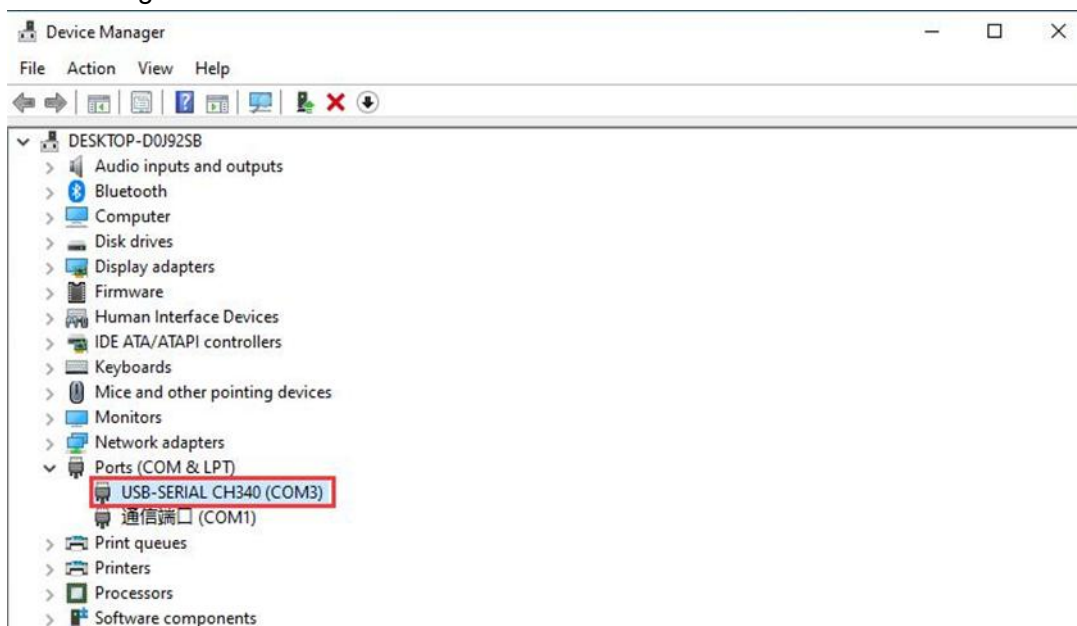 Device Manager
File Action View Help
DESKTOP-D0J92SB
Audio inputs and outputs
Bluetooth
Computer
Disk drives
Display adapters
Firmware
Human Interface Devices
IDE ATA/ATAPI controllers
Keyboards
Mice and other pointing devices
Monitors
Network adapters
Ports (COM & LPT)
USB-SERIAL CH340 (COM3)
通信端口 (COM1)
Print queues
Printers
Processors
Software components